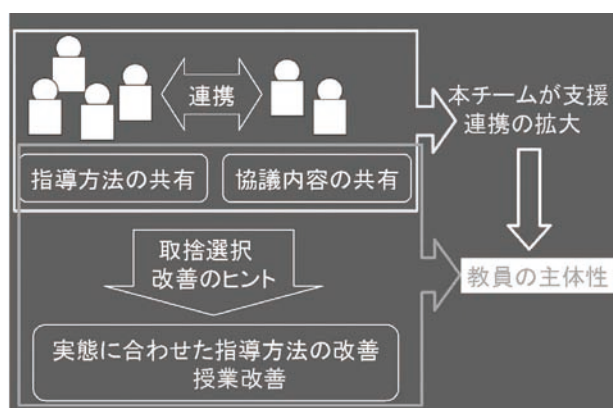 連携
本チームが支援
連携の拡大
指導方法の共有
協議内容の共有
取捨選択
改善のヒント
教員の主体性
実態に合わせた指導方法の改善
授業改善